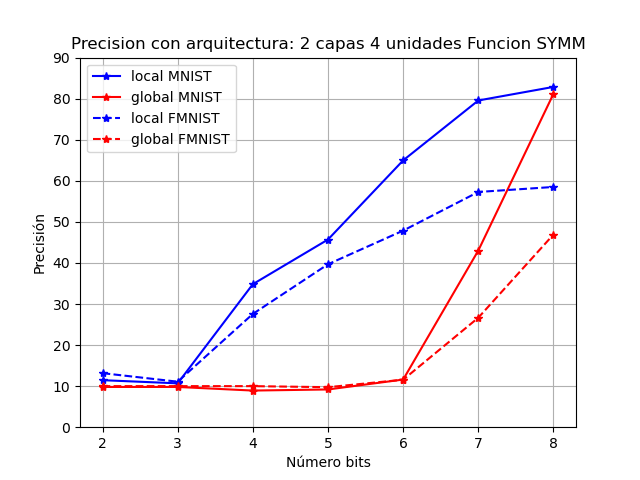 Precision con arquitectura: 2 capas 4 unidades Funcion SYMM
local MNIST
global MNIST
local FMNIST
global FMNIST
90
80
70
60
50
40
30
20
10
0
Precisión
2 3 4 5 6 7 8
Número bits